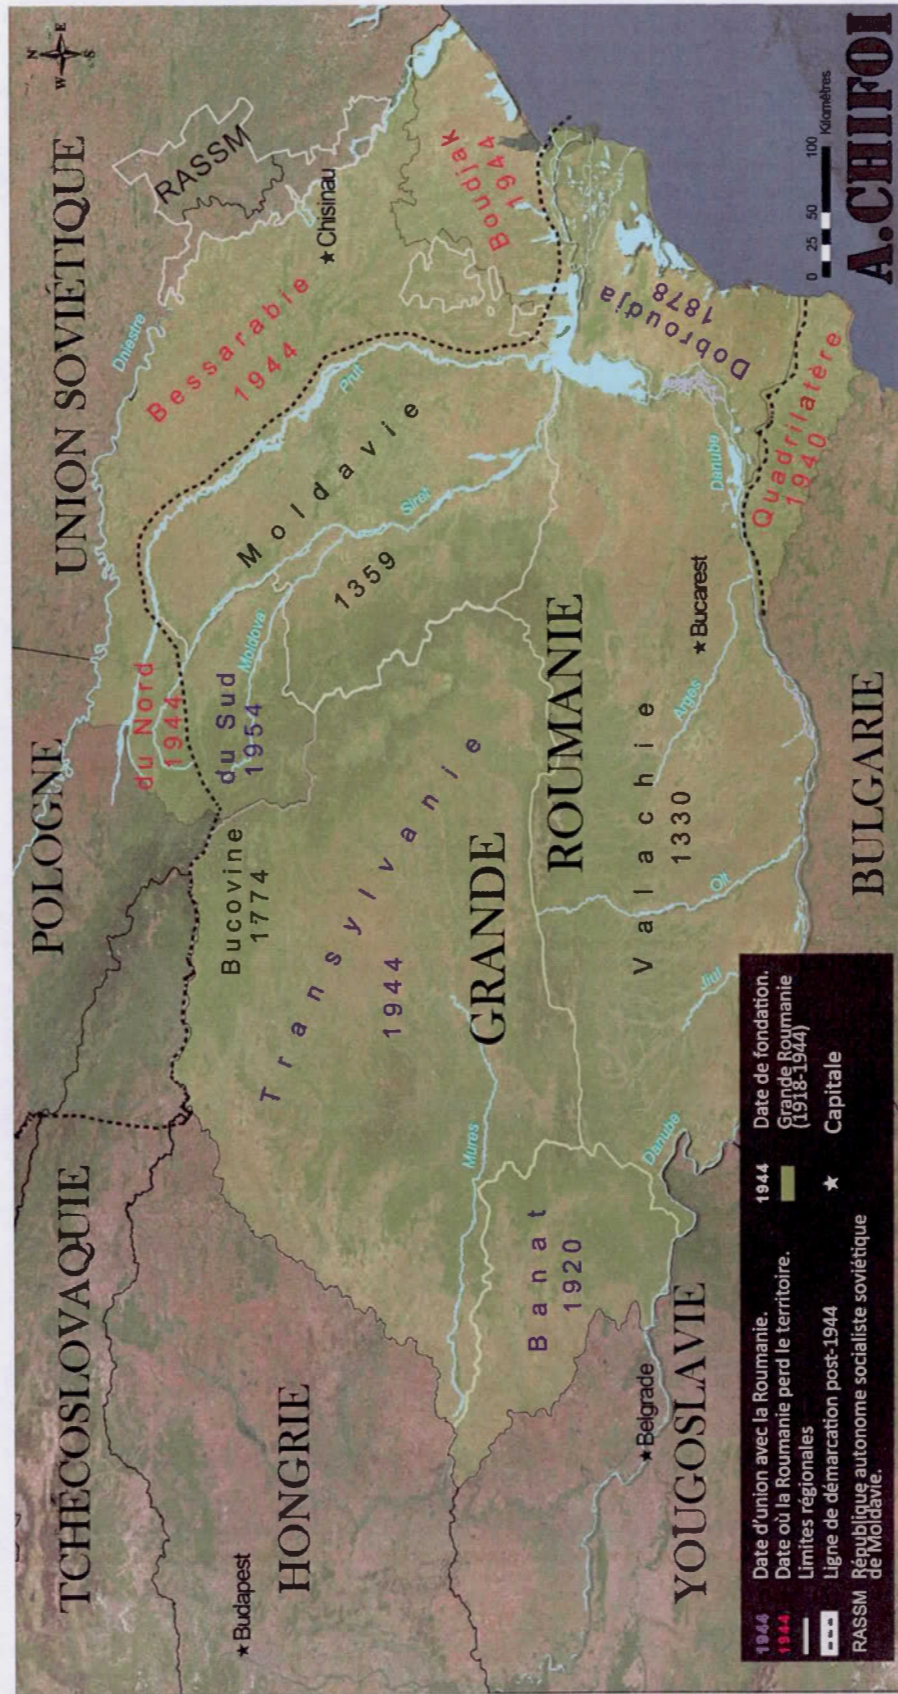 TCHÉCOSLOVAQUIE
POLOGNE
UNION SOVIÉTIQUE
N
E
S
W
RASSM
Dniestre
★Budapest
HONGRIE
du Nord
1944
Bessarabie
1944
★Chisinau
Bucovine
1774
du Sud
1954
Prut
Moldova
Moldavie
1359
Siret
Boudjak
1944
Transylvanie
1944
Mures
GRANDE
ROUMANIE
Banat
1920
Dobroudja
1878
Valachie
1330
Danube
★Belgrade
Danube
Jiul
Olt
Arges
★Bucarest
Quadrilatère
1940
YOUGOSLAVIE
BULGARIE
1944 Date d'union avec la Roumanie.
1944 Date où la Roumanie perd le territoire.
Limites régionales
Ligne de démarcation post-1944
RASSM République autonome socialiste soviétique
de Moldavie.
1944 Date de fondation.
Grande Roumanie
(1918-1944)
★ Capitale
0 25 50 100
Kilomètres
A.CHIFOI